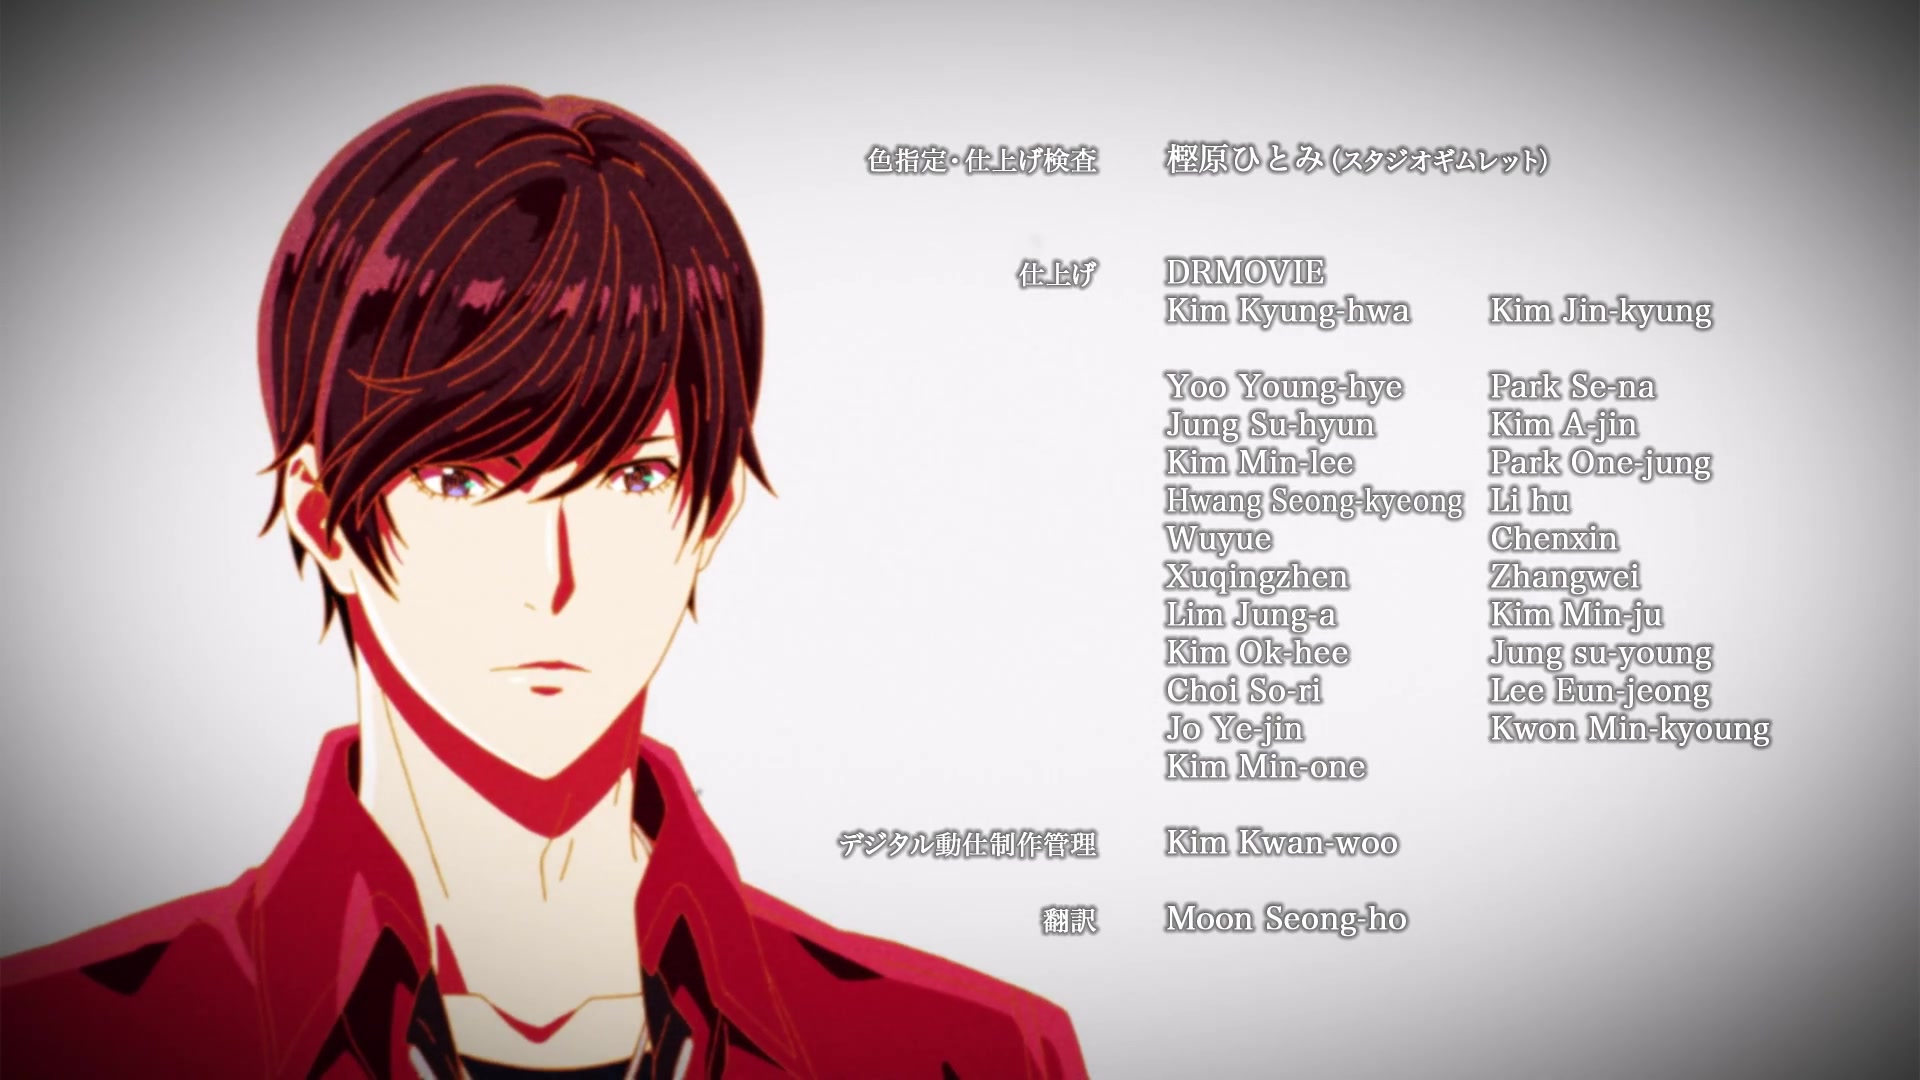 色指定・仕上げ検査 樫原ひとみ(スタジオギムレット)
仕上げ DRMOVIE
Kim Kyung-hwa Kim Jin-kyung
Yoo Young-hye Park Se-na
Jung Su-hyun Kim A-jin
Kim Min-lee Park One-jung
Hwang Seong-kyeong Li hu
Wuyue Chenxin
Xuqingzhen Zhangwei
Lim Jung-a Kim Min-ju
Kim Ok-hee Jung su-young
Choi So-ri Lee Eun-jeong
Jo Ye-jin Kwon Min-kyoung
Kim Min-one
デジタル動仕制作管理 Kim Kwan-woo
翻訳 Moon Seong-ho